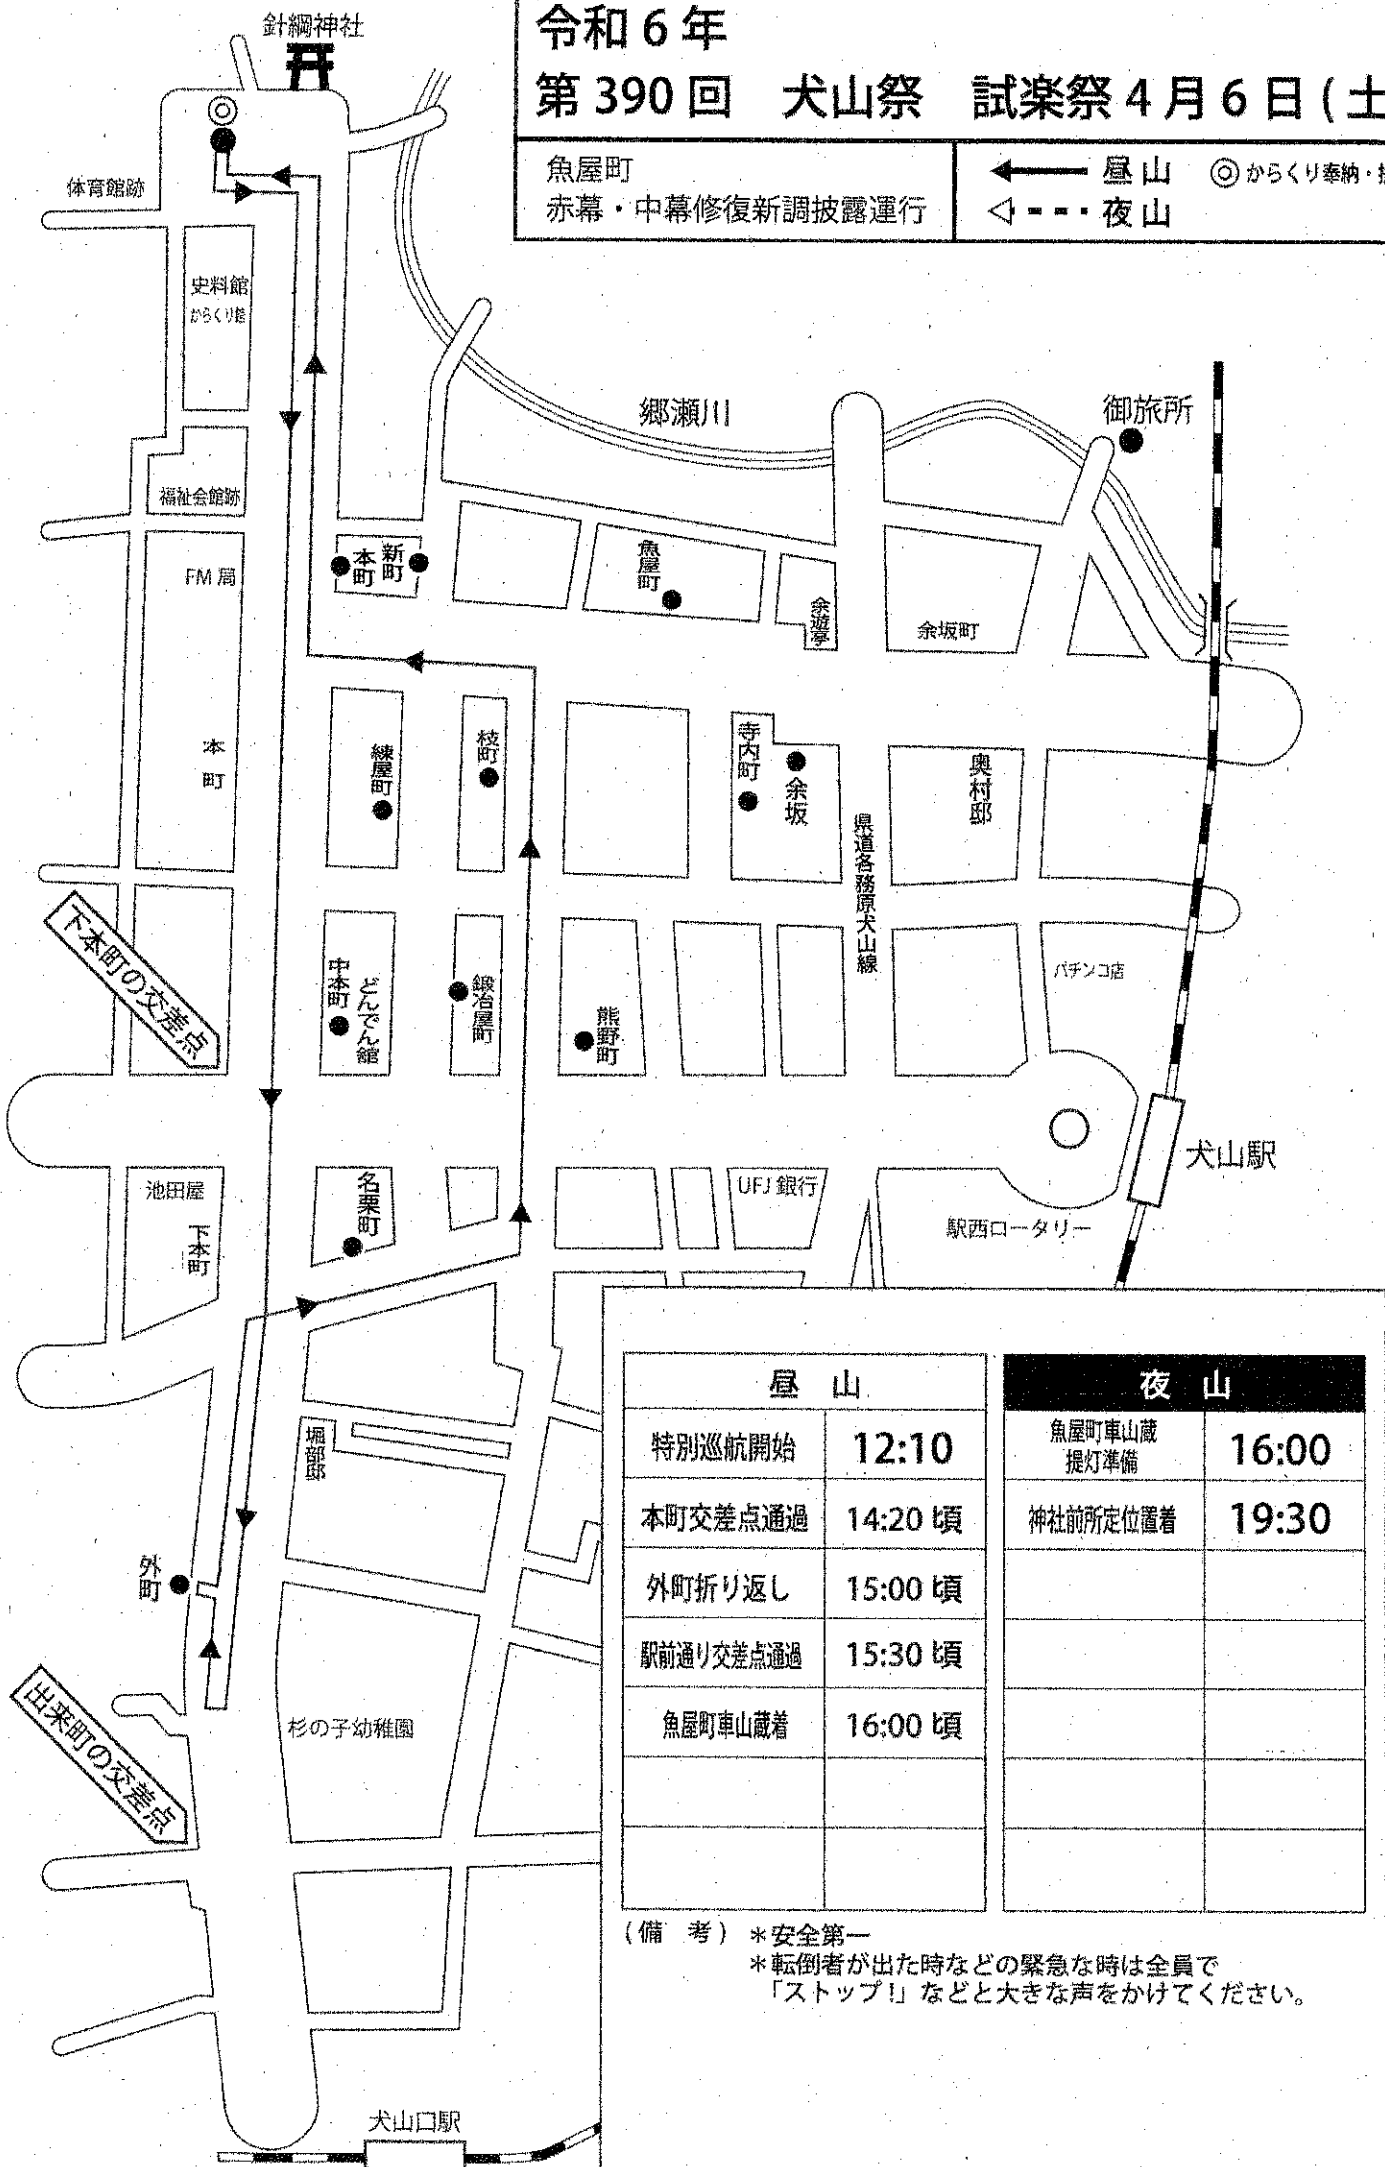 針綱神社
令和6年
第390回 犬山祭 試楽祭4月6日(土
魚屋町
赤幕・中幕修復新調披露運行
昼山
◎からくり奉納・
夜山
体育館跡
史料館
からくり館
郷瀬川
御旅所
福祉会館跡
FM局
本町
新町
魚屋町
余遊亭
余坂町
本町
練屋町
枝町
寺内町
余坂
奥村邸
県道各務原犬山線
下本町の交差点
中本町
どんでん館
鍛冶屋町
熊野町
パチンコ店
犬山駅
池田屋
下本町
名栗町
UFJ銀行
駅西ロータリー
堀部邸
外町
出来町の交差点
杉の子幼稚園
昼 山
特別巡航開始 12:10
本町交差点通過 14:20頃
外町折り返し 15:00頃
駅前通り交差点通過 15:30頃
魚屋町車山蔵着 16:00頃
夜 山
魚屋町車山蔵
提灯準備 16:00
神社前所定位置着 19:30
(備 考) *安全第一
*転倒者が出た時などの緊急な時は全員で
「ストップ!」などと大きな声をかけてください。
犬山口駅